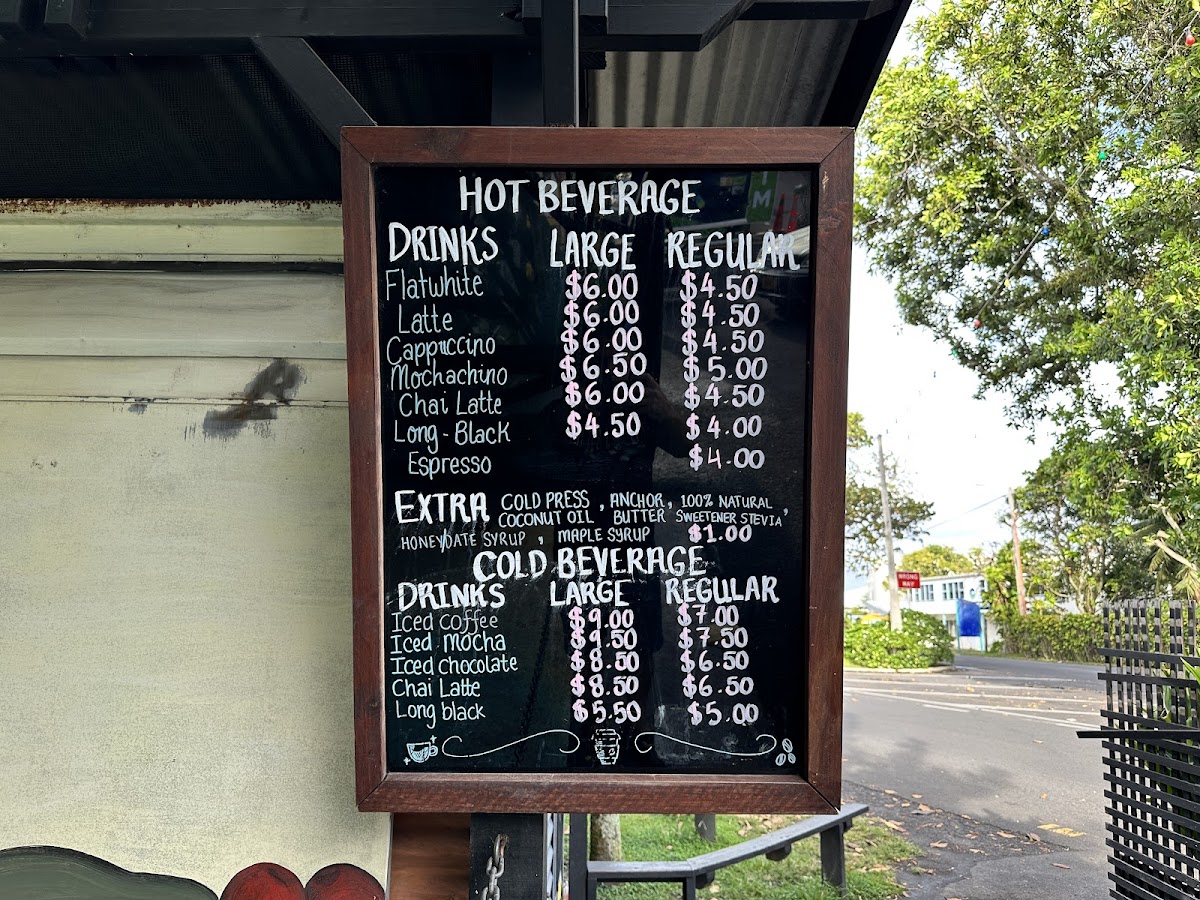 HOT BEVERAGE
DRINKS LARGE REGULAR
Flatwhite $6.00 $4.50
Latte $6.00 $4.50
Cappuccino $6.00 $4.50
Mochachino $6.50 $5.00
Chai Latte $6.00 $4.50
Long-Black $4.50 $4.00
Espresso $4.00
EXTRA COLD PRESS, ANCHOR, 100% NATURAL
COCONUT OIL BUTTER SWEETENER STEVIA,
HONEY/DATE SYRUP, MAPLE SYRUP $1.00
COLD BEVERAGE
DRINKS LARGE REGULAR
Iced coffee $9.00 $7.00
Iced Mocha $9.50 $7.50
Iced chocolate $8.50 $6.50
Chai Latte $8.50 $6.50
Long black $5.50 $5.00
WRONG
WAY